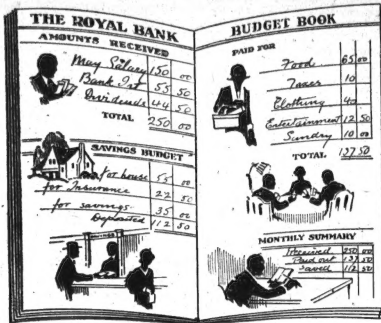 THE ROYAL BANK
AMOUNTS RECEIVED
May Salary 150 00
Bank Int 55 50
Dividends 44 50
TOTAL 250 00
SAVINGS BUDGET
for house 55 00
for Insurance 22 50
for savings 35 00
Deposited 112 50
BUDGET BOOK
PAID FOR
Food 65 00
Taxes 10
Clothing 40
Entertainment 12 50
Sundry 10 00
TOTAL 137 50
MONTHLY SUMMARY
Received 250 00
Paid out 137 50
Saved 112 50